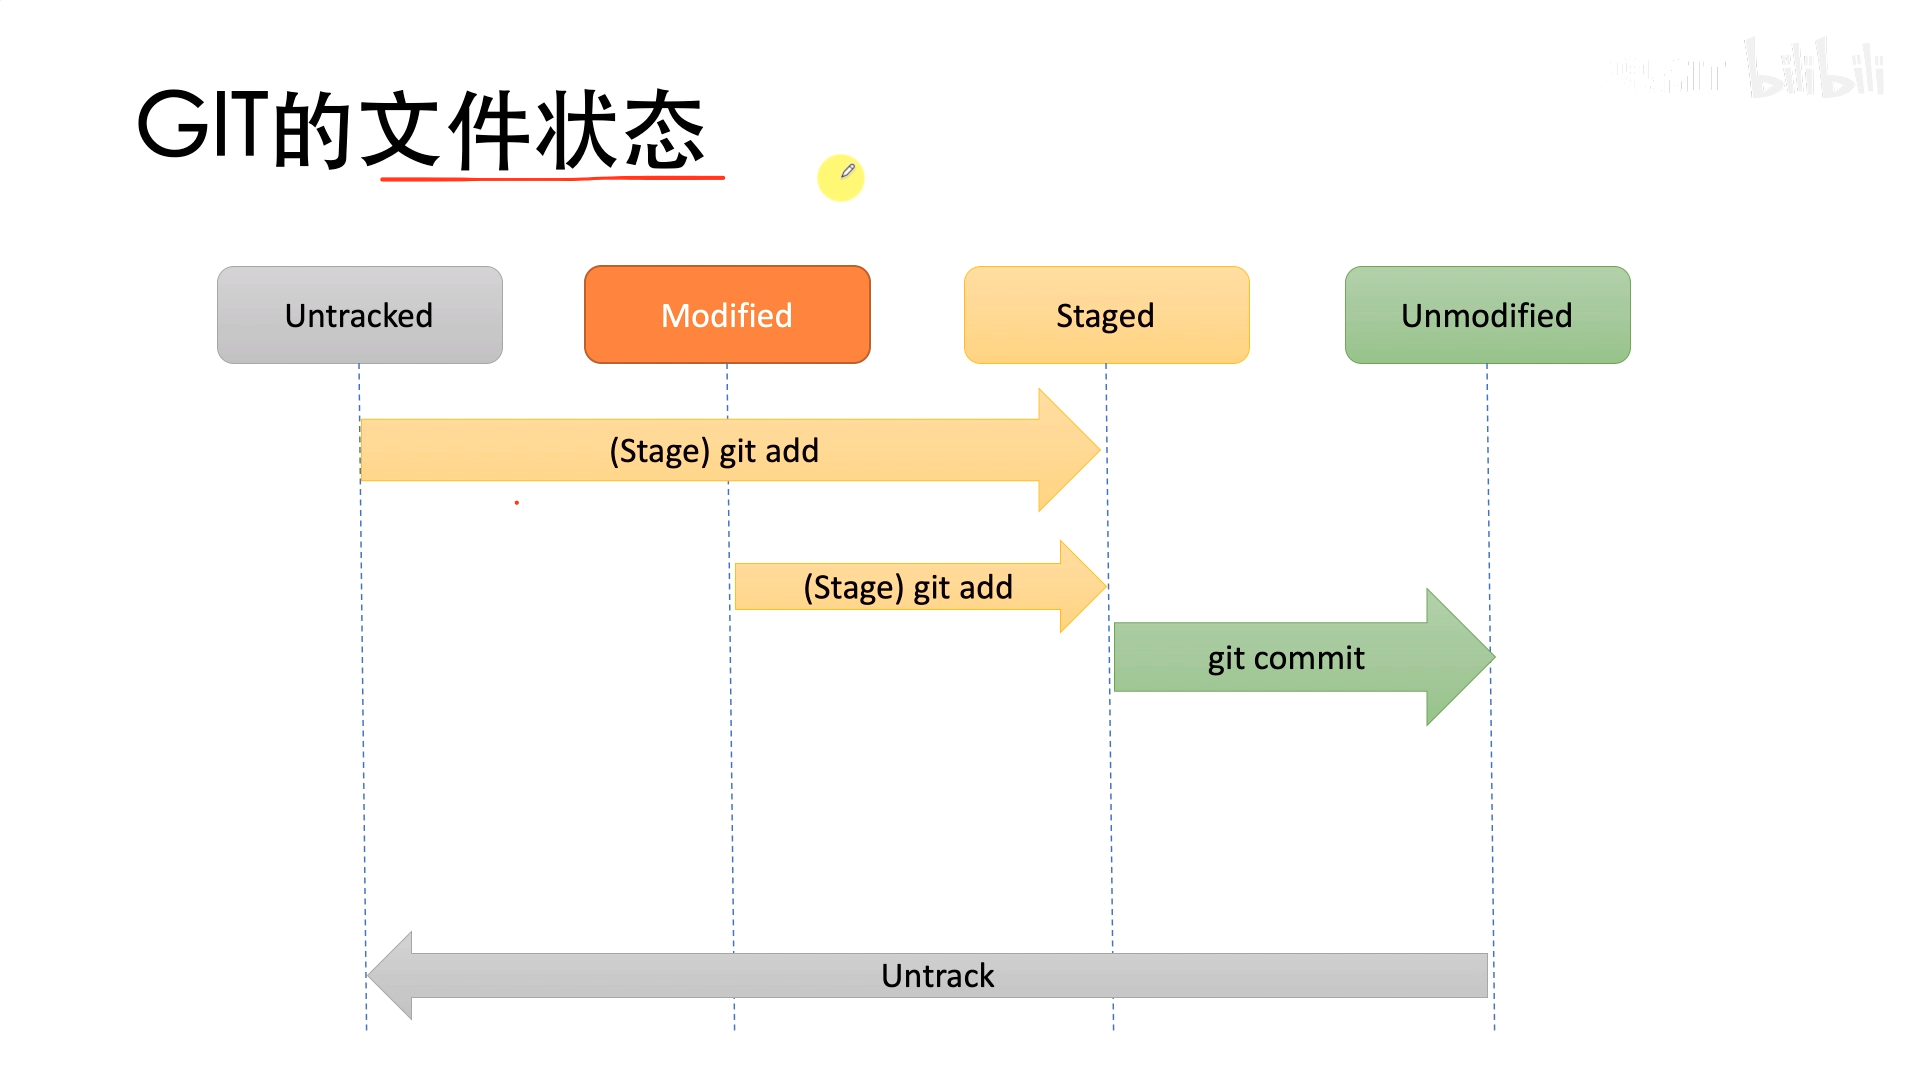 bilibili
GIT的文件状态
Untracked
Modified
Staged
Unmodified
(Stage) git add
(Stage) git add
git commit
Untrack